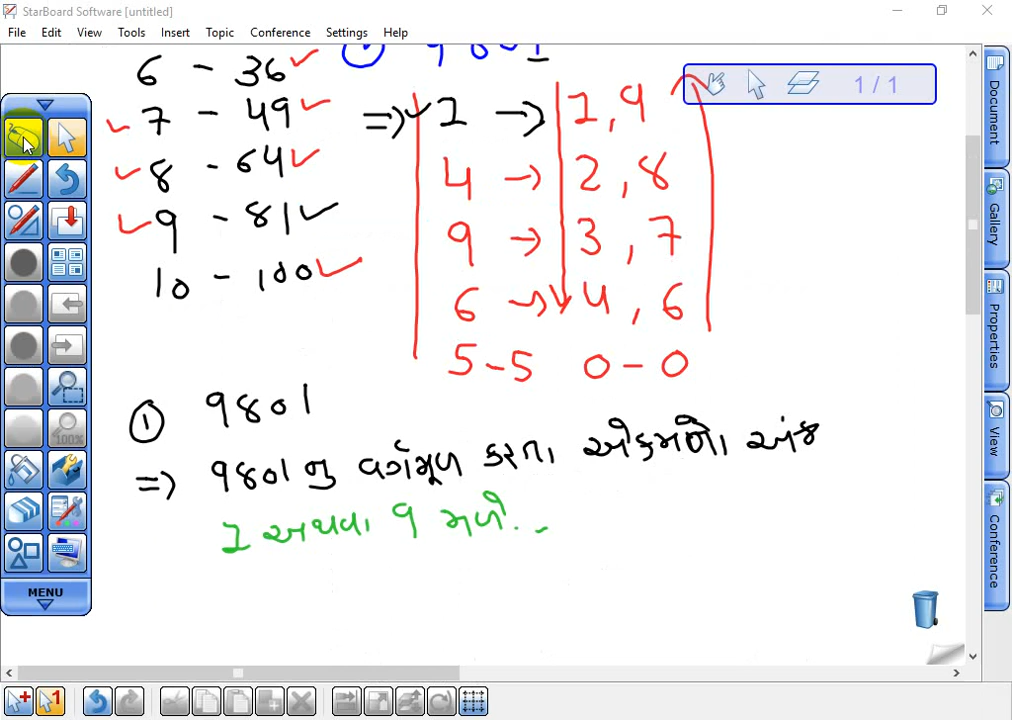 StarBoard Software [untitled]
File Edit View Tools Insert Topic Conference Settings Help
6 - 36
7 - 49
8 - 64
9 - 81
10 - 100
1 → 1, 9
4 → 2, 8
9 → 3, 7
6 → 4, 6
5 - 5 0 - 0
1 / 1
① 9801
⇒ 9801નુ વર્ગમૂળ કરતા એકમનો અંક
1 અથવા 9 મળે.
MENU
100%
Document
Gallery
Properties
View
Conference